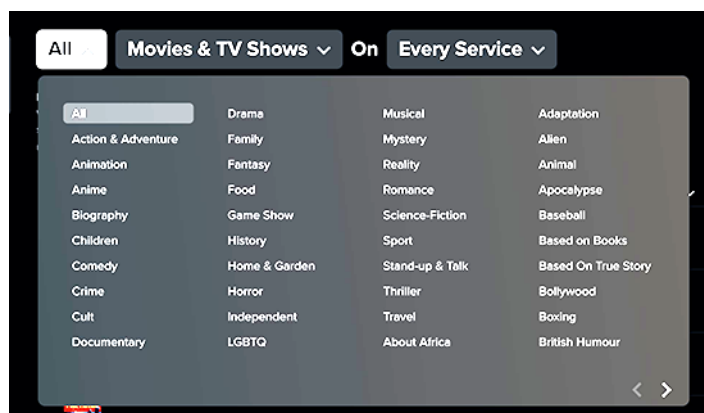 All
Movies & TV Shows
On
Every Service
All
Action & Adventure
Animation
Anime
Biography
Children
Comedy
Crime
Cult
Documentary
Drama
Family
Fantasy
Food
Game Show
History
Home & Garden
Horror
Independent
LGBTQ
Musical
Mystery
Reality
Romance
Science-Fiction
Sport
Stand-up & Talk
Thriller
Travel
About Africa
Adaptation
Alien
Animal
Apocalypse
Baseball
Based on Books
Based On True Story
Bollywood
Boxing
British Humour